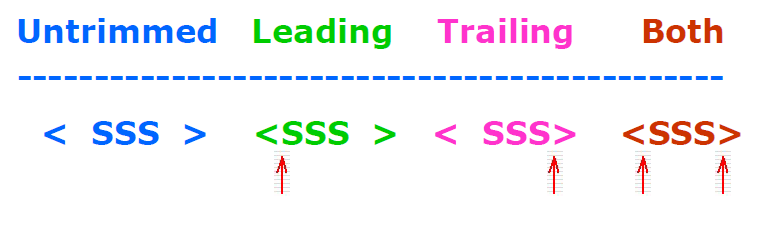 Untrimmed Leading Trailing Both
------------------------------------------------
<  SSS  > <SSS  > <  SSS> <SSS>